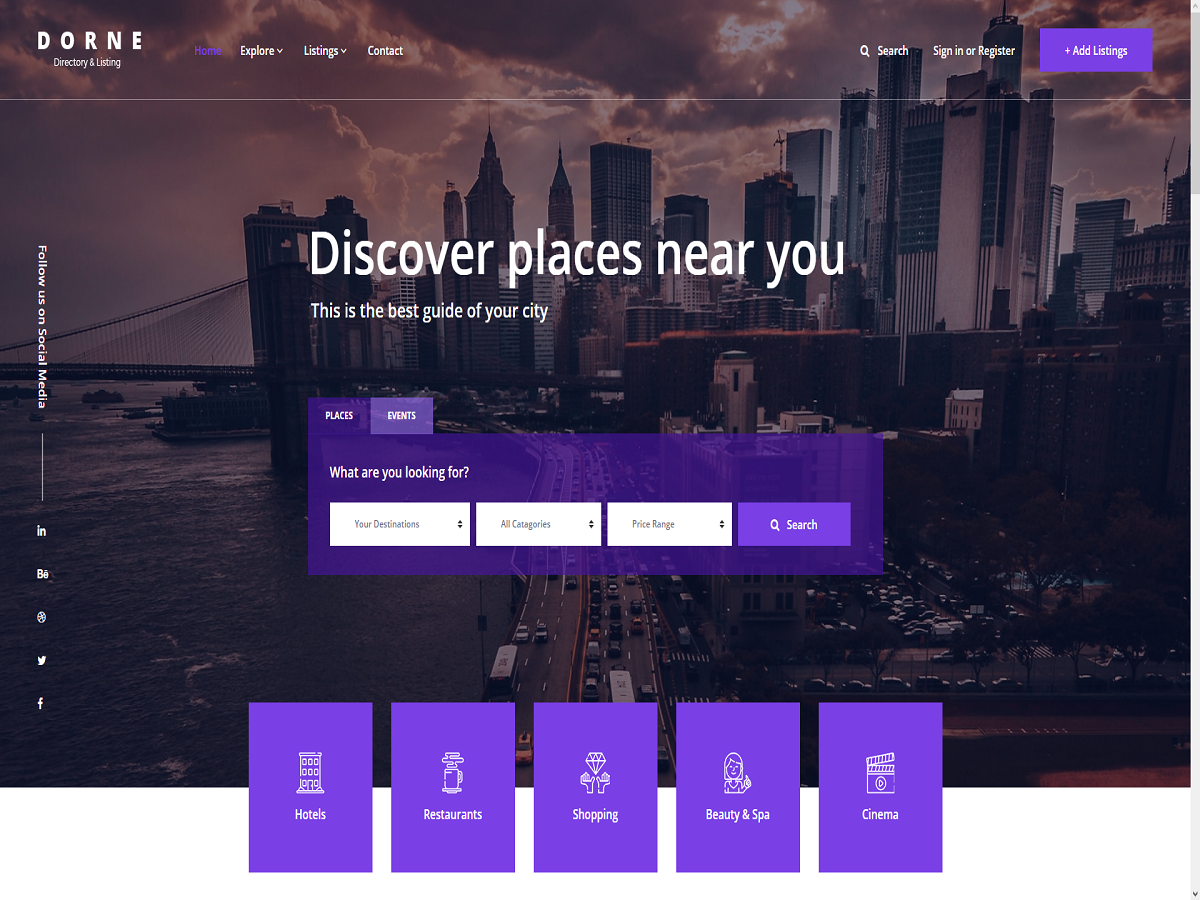 DORNE
Directory & Listing
Home
Explore
Listings
Contact
Search
Sign in or Register
+ Add Listings
Discover places near you
This is the best guide of your city
Follow us on Social Media
PLACES
EVENTS
What are you looking for?
Your Destinations
All Catagories
Price Range
Search
in
Bē
f
Hotels
Restaurants
Shopping
Beauty & Spa
Cinema